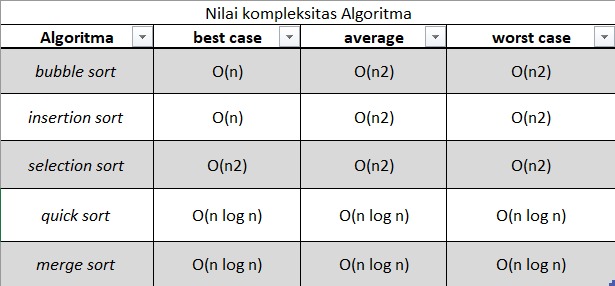 Nilai kompleksitas Algoritma
Algoritma best case average worst case
bubble sort O(n) O(n2) O(n2)
insertion sort O(n) O(n2) O(n2)
selection sort O(n2) O(n2) O(n2)
quick sort O(n log n) O(n log n) O(n log n)
merge sort O(n log n) O(n log n) O(n log n)